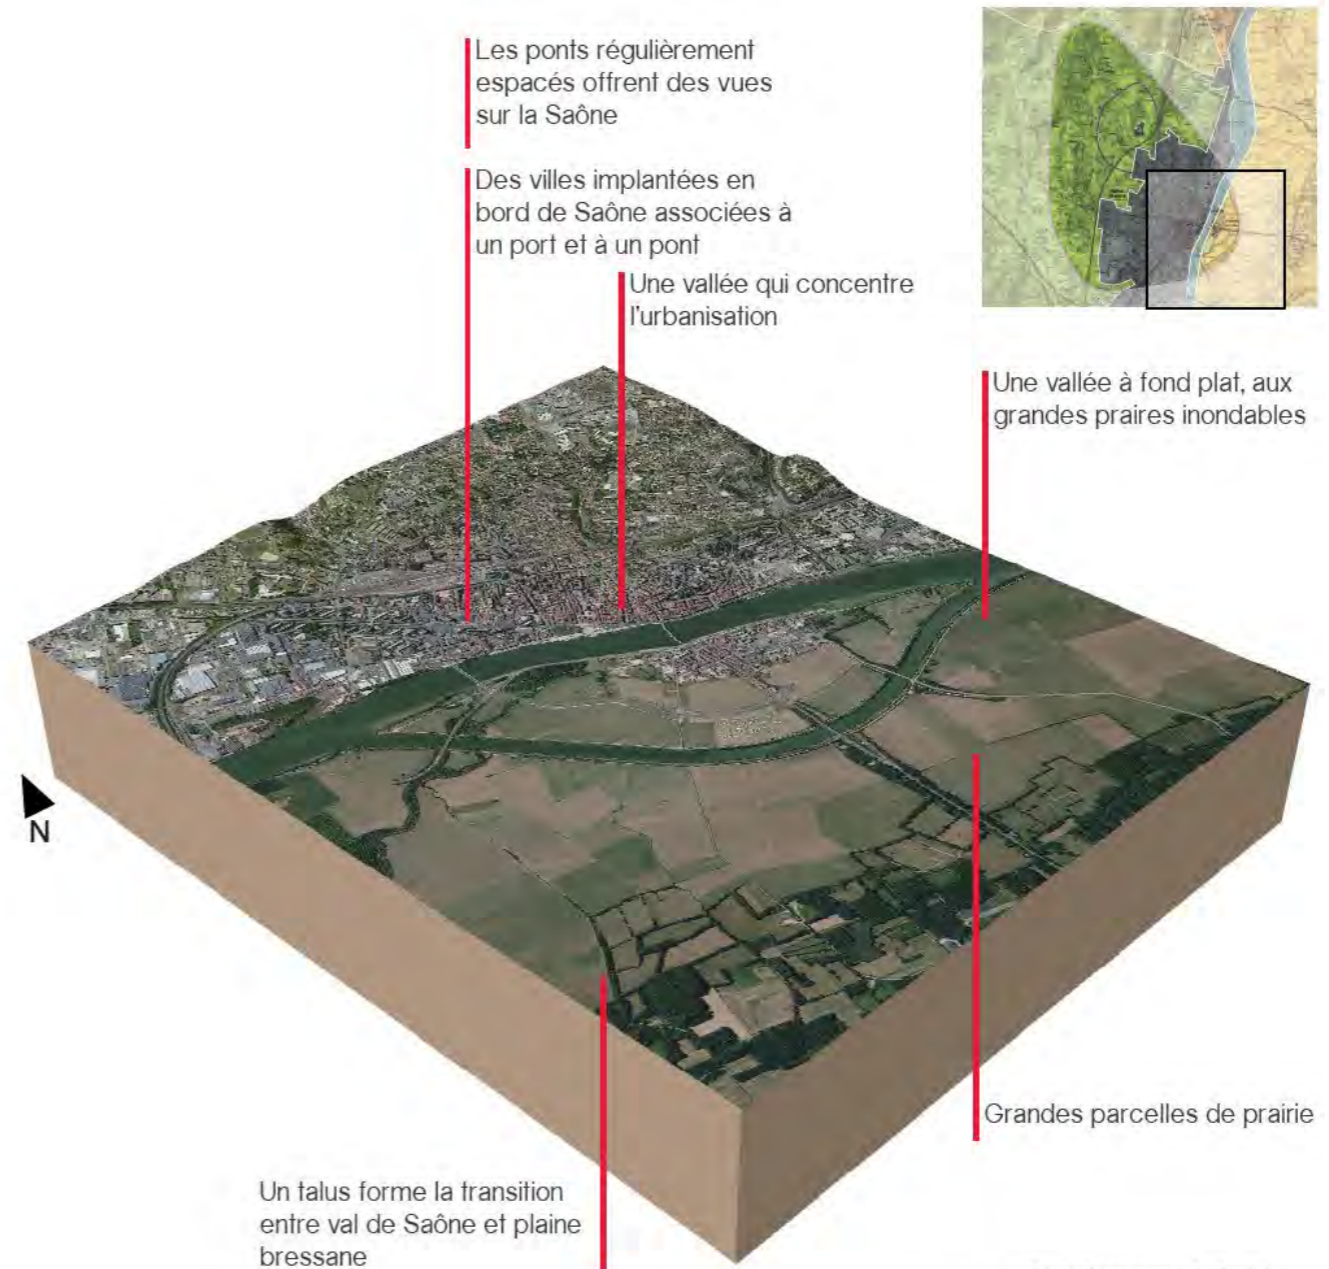 Les ponts régulièrement
espacés offrent des vues
sur la Saône
Des villes implantées en
bord de Saône associées à
un port et à un pont
Une vallée qui concentre
l'urbanisation
Une vallée à fond plat, aux
grandes praires inondables
N
Grandes parcelles de prairie
Un talus forme la transition
entre val de Saône et plaine
bressane